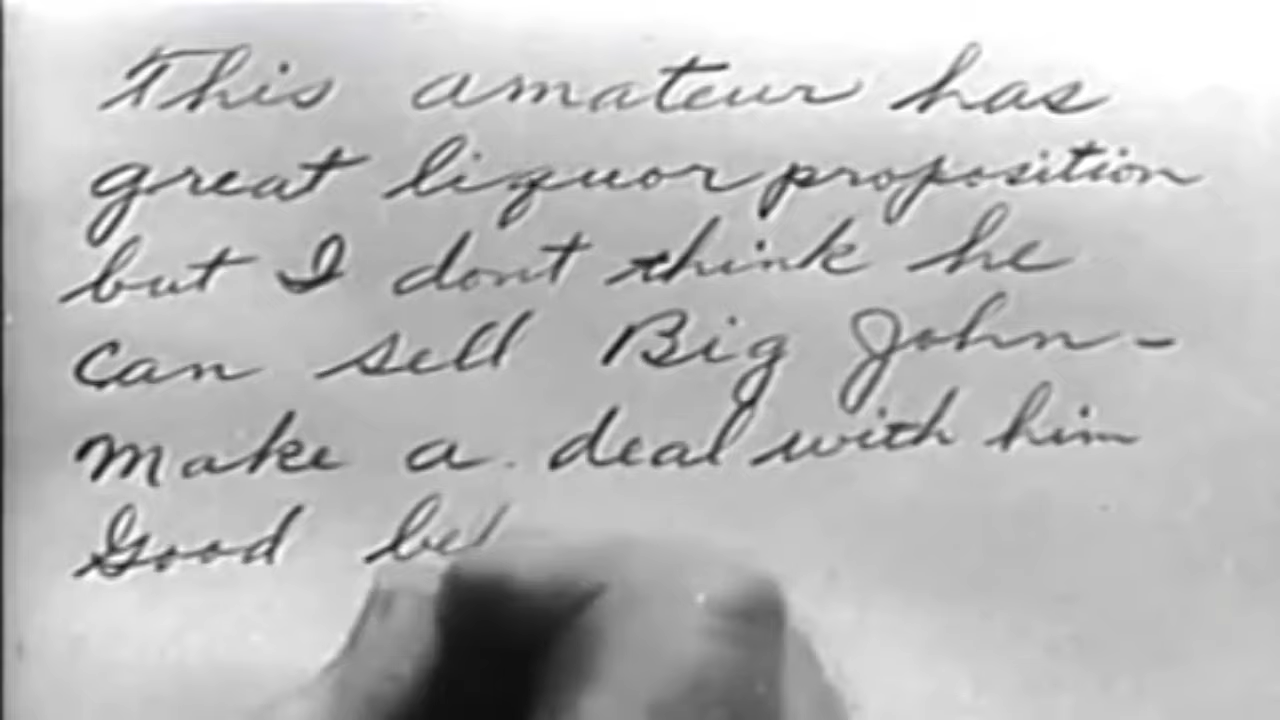 This amateur has
great liquor proposition
but I dont think he
can sell Big John -
Make a deal with him
Good